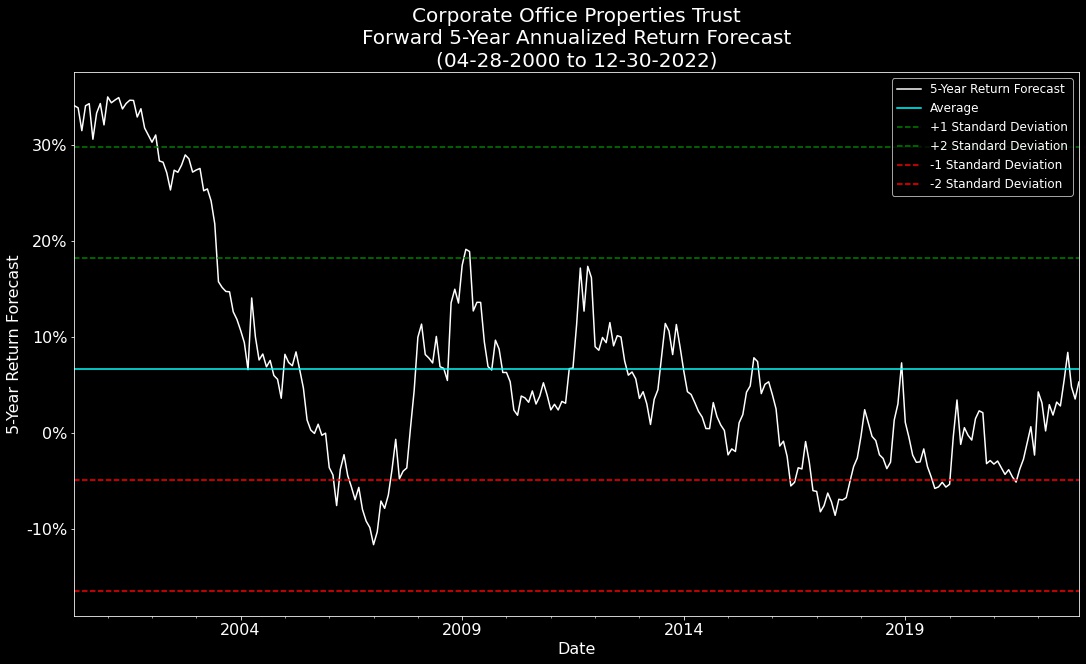 Corporate Office Properties Trust
Forward 5-Year Annualized Return Forecast
(04-28-2000 to 12-30-2022)
5-Year Return Forecast
Average
+1 Standard Deviation
+2 Standard Deviation
-1 Standard Deviation
-2 Standard Deviation
5-Year Return Forecast
30%
20%
10%
0%
-10%
2004
2009
2014
2019
Date